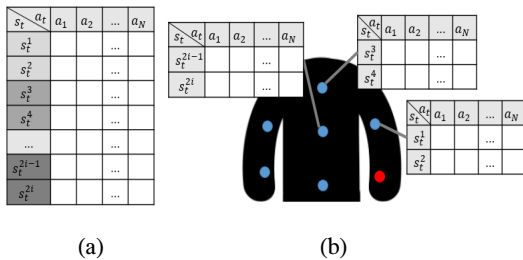 s_t a_t a_1 a_2 ... a_N
s_t^1 ...
s_t^2 ...
s_t^3 ...
s_t^4 ...
... ...
s_t^{2i-1} ...
s_t^{2i} ...
(a)
s_t a_t a_1 a_2 ... a_N
s_t^{2i-1} ...
s_t^{2i} ...
s_t a_t a_1 a_2 ... a_N
s_t^3 ...
s_t^4 ...
s_t a_t a_1 a_2 ... a_N
s_t^1 ...
s_t^2 ...
(b)